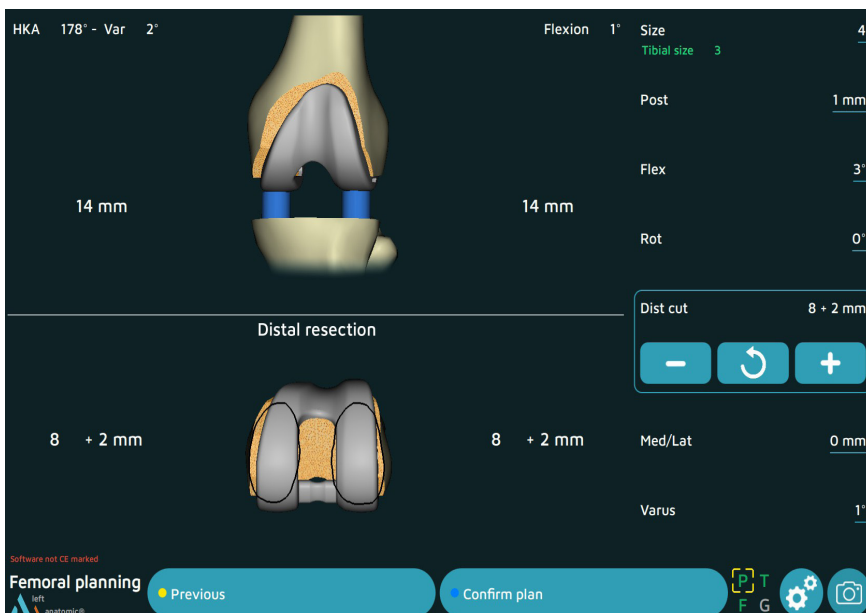 HKA 178° - Var 2°
Flexion 1°
14 mm
14 mm
Distal resection
8 + 2 mm
8 + 2 mm
Size 4
Tibial size 3
Post 1 mm
Flex 3°
Rot 0°
Dist cut 8 + 2 mm
− +
Med/Lat 0 mm
Varus 1°
Software not CE marked
Femoral planning
left
anatomic®
Previous
Confirm plan
P T
F G